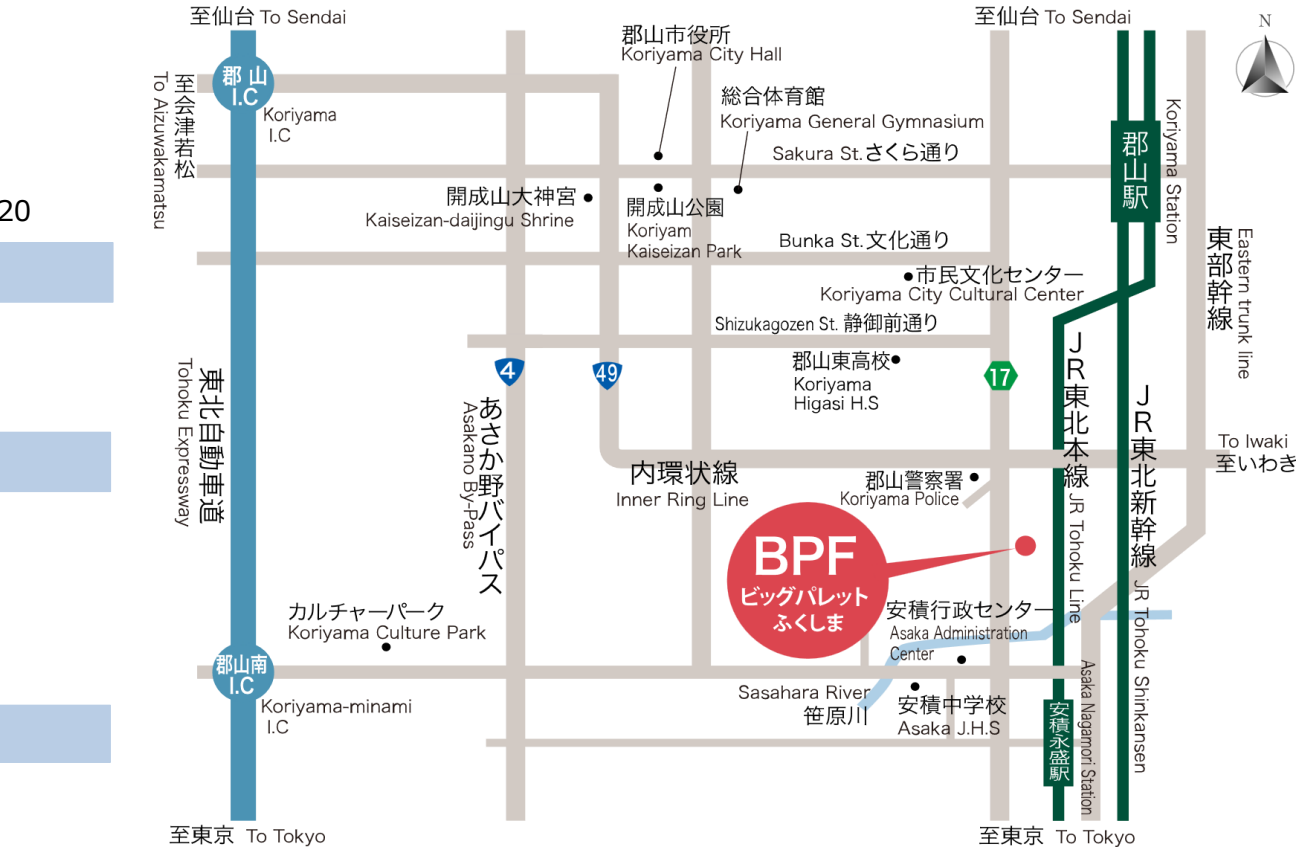 至仙台 To Sendai
至仙台 To Sendai
N
郡山市役所
Koriyama City Hall
郡山
I.C
Koriyama
I.C
至会津若松
To Aizuwakamatsu
総合体育館
Koriyama General Gymnasium
Sakura St.さくら通り
郡山駅
Koriyama Station
20
開成山大神宮
Kaiseizan-daijingu Shrine
開成山公園
Koriyam
Kaiseizan Park
Bunka St.文化通り
東部幹線
Eastern trunk line
市民文化センター
Koriyama City Cultural Center
Shizukagozen St. 静御前通り
4
49
17
郡山東高校
Koriyama
Higasi H.S
東北自動車道
Tohoku Expressway
あさか野バイパス
Asakano By-Pass
JR東北本線
JR Tohoku Line
JR東北新幹線
JR Tohoku Shinkansen
To Iwaki
至いわき
内環状線
Inner Ring Line
郡山警察署
Koriyama Police
BPF
ビッグパレット
ふくしま
カルチャーパーク
Koriyama Culture Park
安積行政センター
Asaka Administration
Center
郡山南
I.C
Koriyama-minami
I.C
Sasahara River
笹原川
安積中学校
Asaka J.H.S
安積永盛駅
Asaka Nagamori Station
至東京 To Tokyo
至東京 To Tokyo